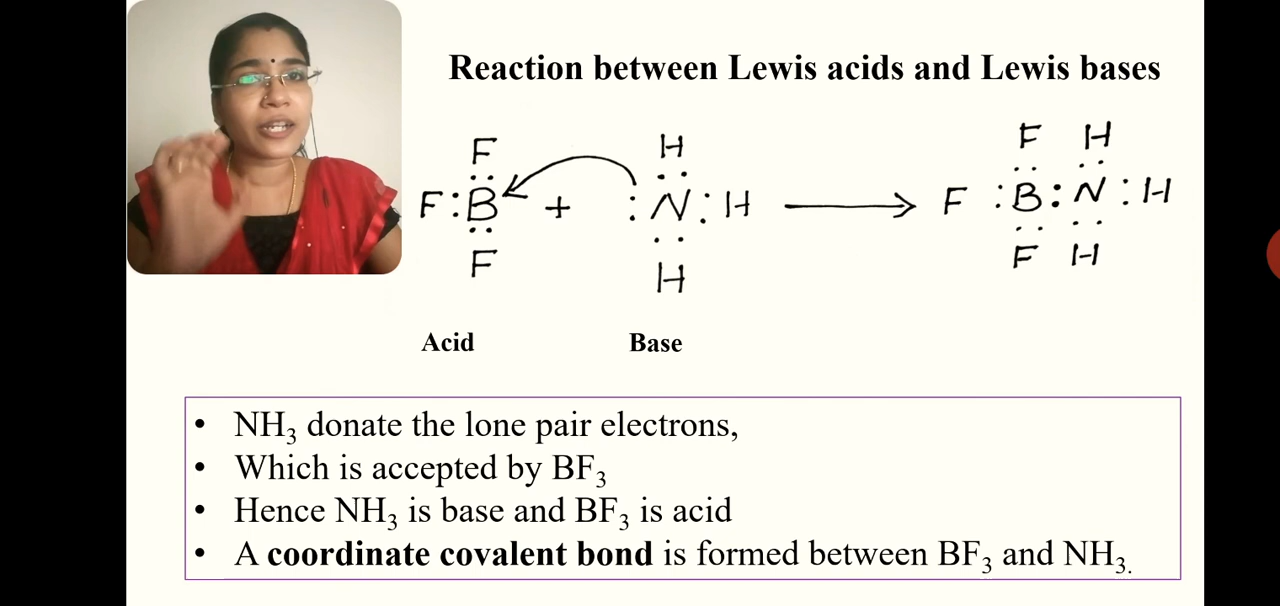 Reaction between Lewis acids and Lewis bases
F H F H
F : B + : N : H ⟶ F : B : N : H
F H F H
Acid Base
• NH₃ donate the lone pair electrons,
• Which is accepted by BF₃
• Hence NH₃ is base and BF₃ is acid
• A coordinate covalent bond is formed between BF₃ and NH₃.